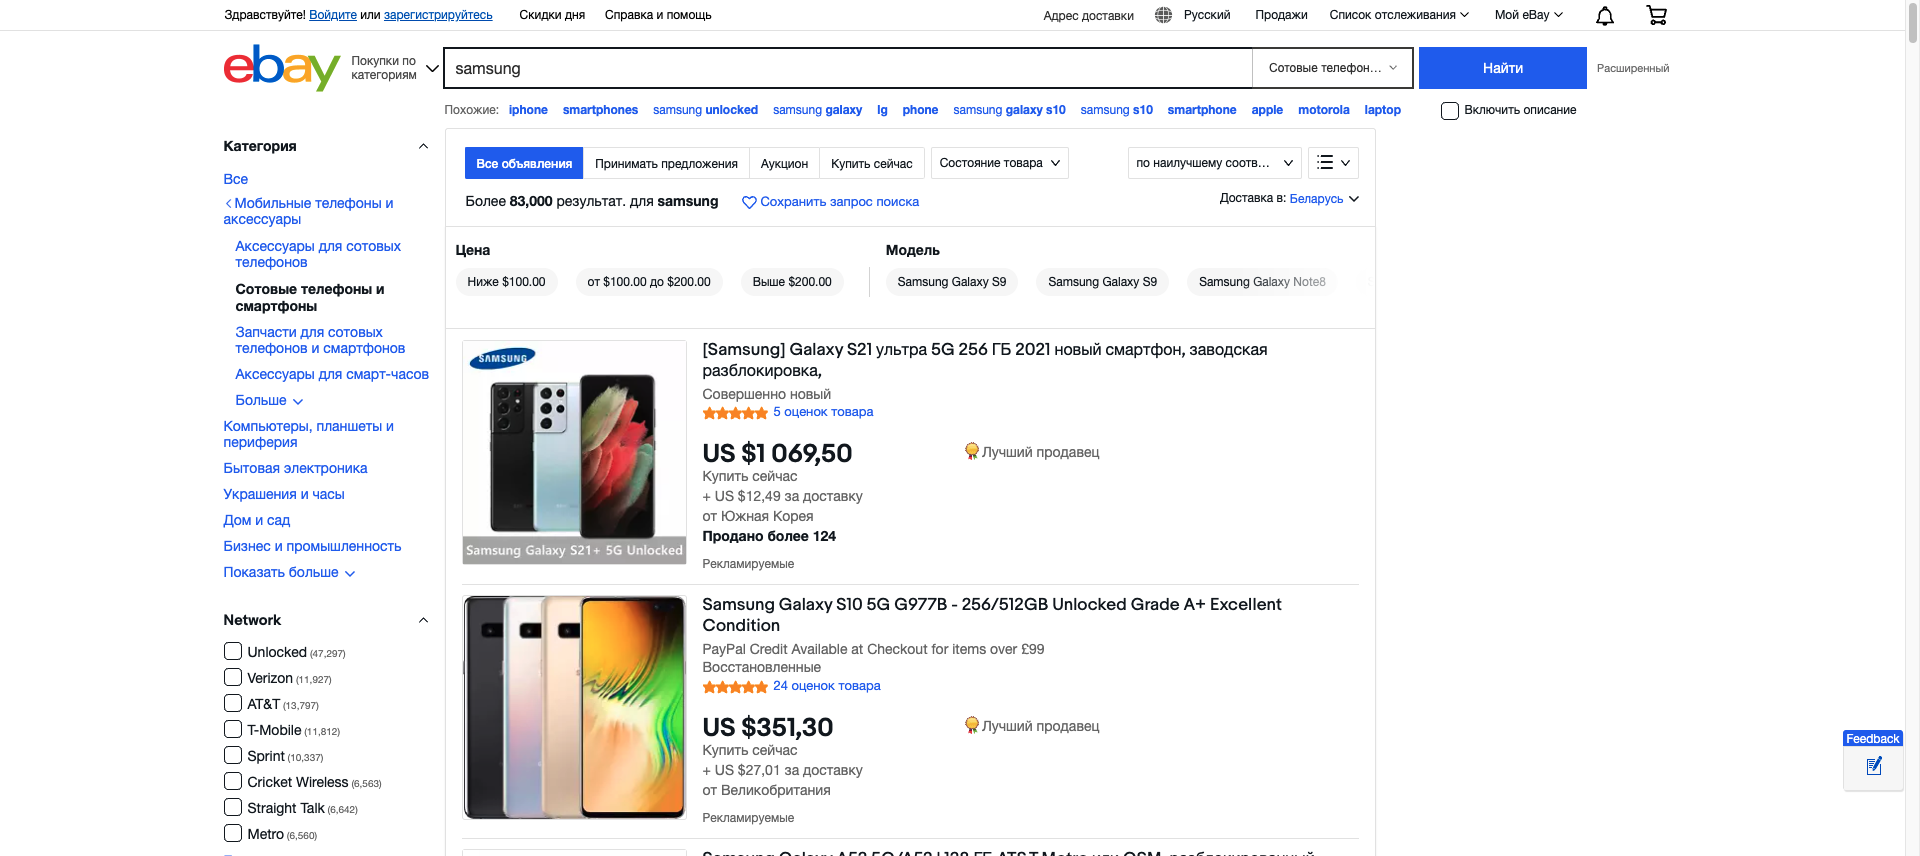 Здравствуйте! Войдите или зарегистрируйтесь
Скидки дня
Справка и помощь
Адрес доставки
Русский
Продажи
Список отслеживания
Мой eBay
ebay
Покупки по
категориям
samsung
Сотовые телефон...
Найти
Расширенный
Похожие: iphone smartphones samsung unlocked samsung galaxy lg phone samsung galaxy s10 samsung s10 smartphone apple motorola laptop
Включить описание
Категория
Все
Мобильные телефоны и
аксессуары
Аксессуары для сотовых
телефонов
Сотовые телефоны и
смартфоны
Запчасти для сотовых
телефонов и смартфонов
Аксессуары для смарт-часов
Больше
Компьютеры, планшеты и
периферия
Бытовая электроника
Украшения и часы
Дом и сад
Бизнес и промышленность
Показать больше
Network
Unlocked (47,297)
Verizon (11,927)
AT&T (13,797)
T-Mobile (11,812)
Sprint (10,337)
Cricket Wireless (6,563)
Straight Talk (6,642)
Metro (6,560)
Все объявления
Принимать предложения
Аукцион
Купить сейчас
Состояние товара
по наилучшему соотв...
Более 83,000 результат. для samsung
Сохранить запрос поиска
Доставка в: Беларусь
Цена
Ниже $100.00
от $100.00 до $200.00
Выше $200.00
Модель
Samsung Galaxy S9
Samsung Galaxy S9
Samsung Galaxy Note8
SAMSUNG
Samsung Galaxy S21+ 5G Unlocked
[Samsung] Galaxy S21 ультра 5G 256 ГБ 2021 новый смартфон, заводская
разблокировка,
Совершенно новый
5 оценок товара
US $1 069,50
Лучший продавец
Купить сейчас
+ US $12,49 за доставку
от Южная Корея
Продано более 124
Рекламируемые
Samsung Galaxy S10 5G G977B - 256/512GB Unlocked Grade A+ Excellent
Condition
PayPal Credit Available at Checkout for items over £99
Восстановленные
24 оценок товара
US $351,30
Лучший продавец
Купить сейчас
+ US $27,01 за доставку
от Великобритания
Рекламируемые
Samsung Galaxy A52 5G/A52 128 ГБ AT&T Metro или GSM, разблокированный
Feedback